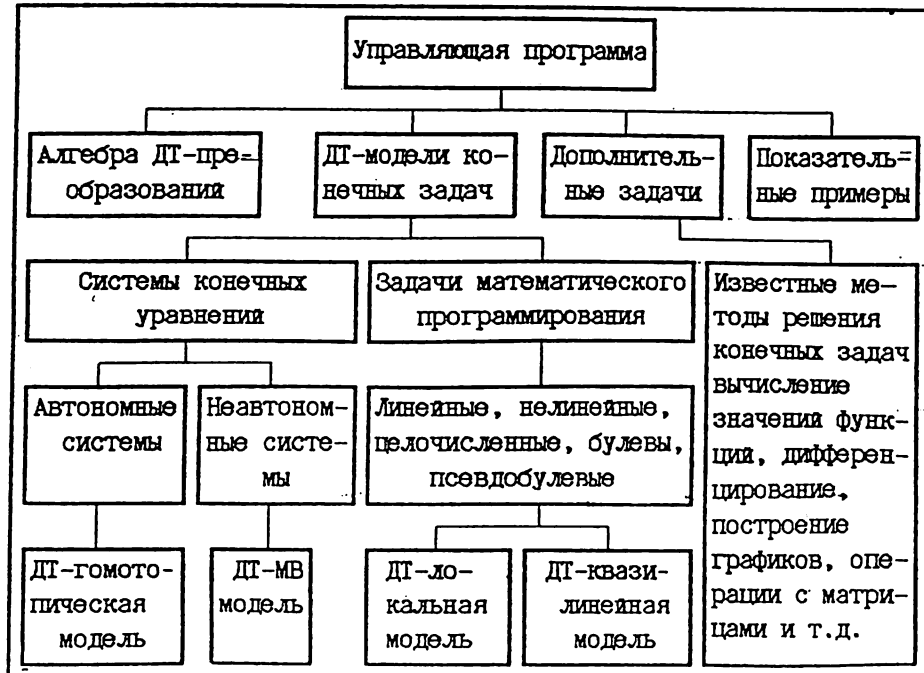 Управляющая программа
Алгебра ДТ-пре=
образований
ДТ-модели ко-
нечных задач
Дополнитель-
ные задачи
Показатель=
ные примеры
Системы конечных
уравнений
Задачи математического
программирования
Известные ме-
тоды решения
конечных задач
вычисление
значений функ-
ций, дифферен-
цирование,
построение
графиков, опе-
рации с матри-
цами и т.д.
Автономные
системы
Неавтоном-
ные систе-
мы
Линейные, нелинейные,
целочисленные, булевы,
псевдобулевые
ДТ-гомото-
пическая
модель
ДТ-МВ
модель
ДТ-ло-
кальная
модель
ДТ-квази-
линейная
модель